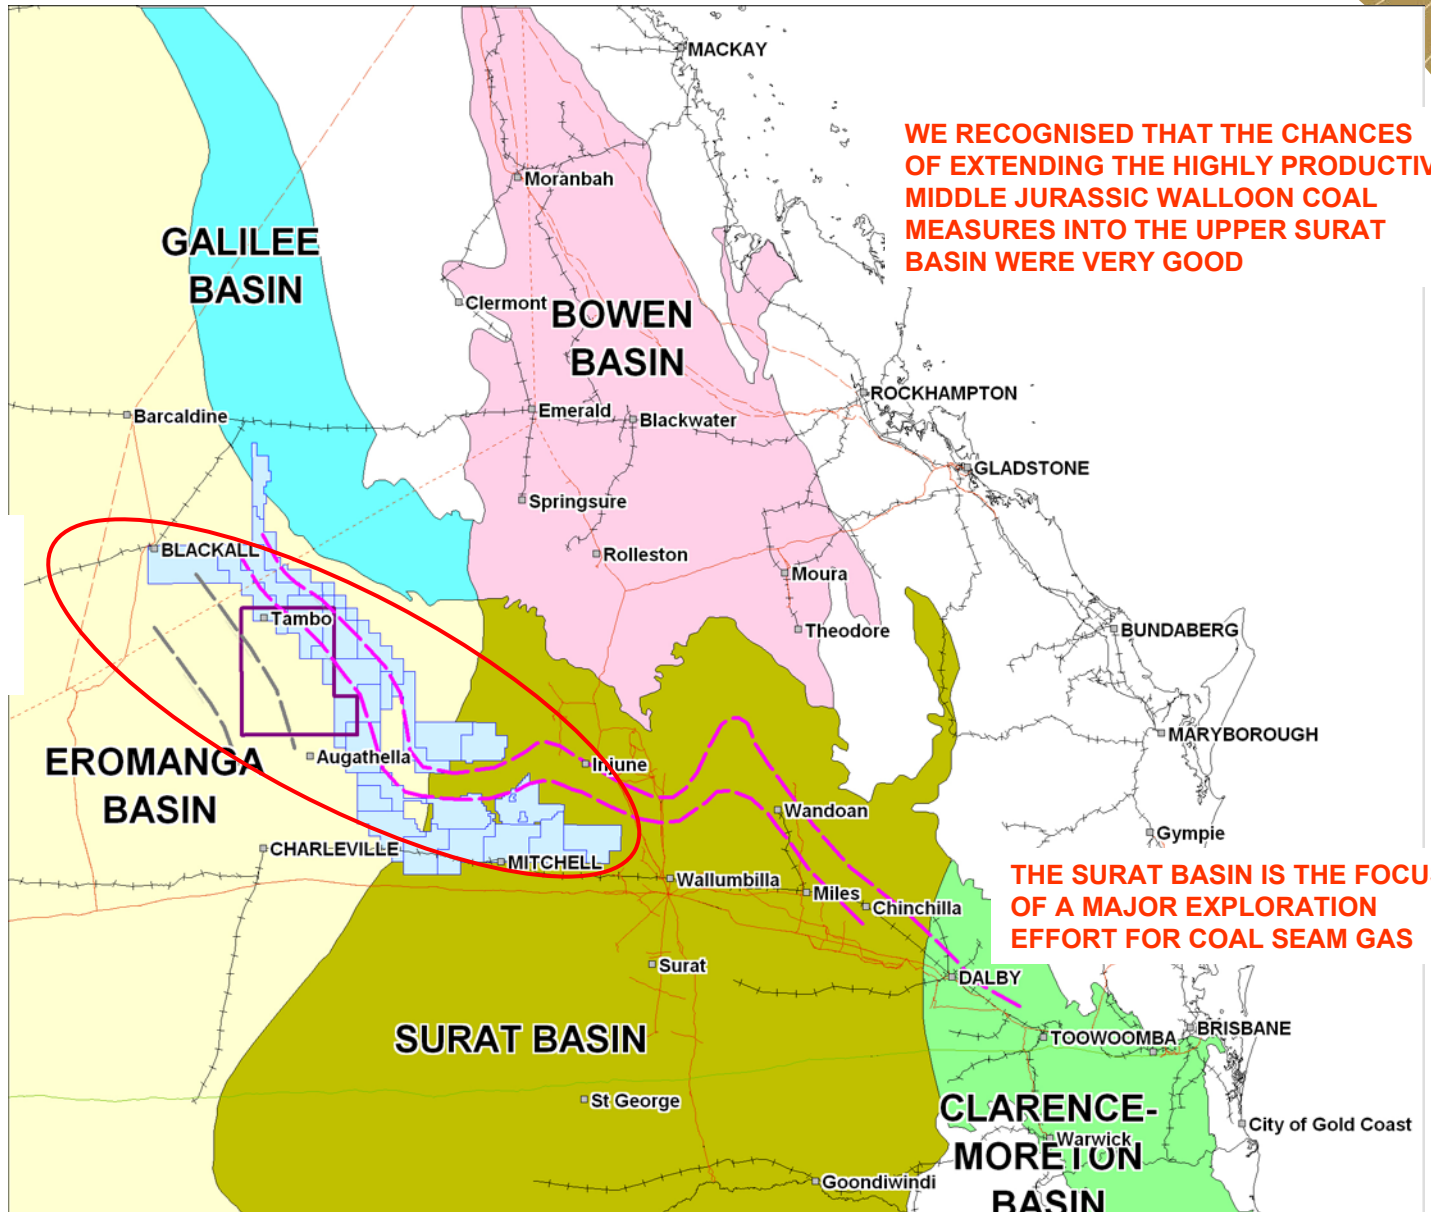 MACKAY
WE RECOGNISED THAT THE CHANCES
OF EXTENDING THE HIGHLY PRODUCTIV
MIDDLE JURASSIC WALLOON COAL
MEASURES INTO THE UPPER SURAT
BASIN WERE VERY GOOD
Moranbah
GALILEE
BASIN
Clermont
BOWEN
BASIN
ROCKHAMPTON
Barcaldine
Emerald
Blackwater
GLADSTONE
Springsure
BLACKALL
Rolleston
Moura
Tambo
Theodore
BUNDABERG
MARYBOROUGH
EROMANGA
BASIN
Augathella
Injune
Wandoan
Gympie
CHARLEVILLE
MITCHELL
Wallumbilla
Miles
Chinchilla
THE SURAT BASIN IS THE FOCU
OF A MAJOR EXPLORATION
EFFORT FOR COAL SEAM GAS
Surat
DALBY
SURAT BASIN
TOOWOOMBA
BRISBANE
St George
CLARENCE-
MORETON
BASIN
Warwick
City of Gold Coast
Goondiwindi